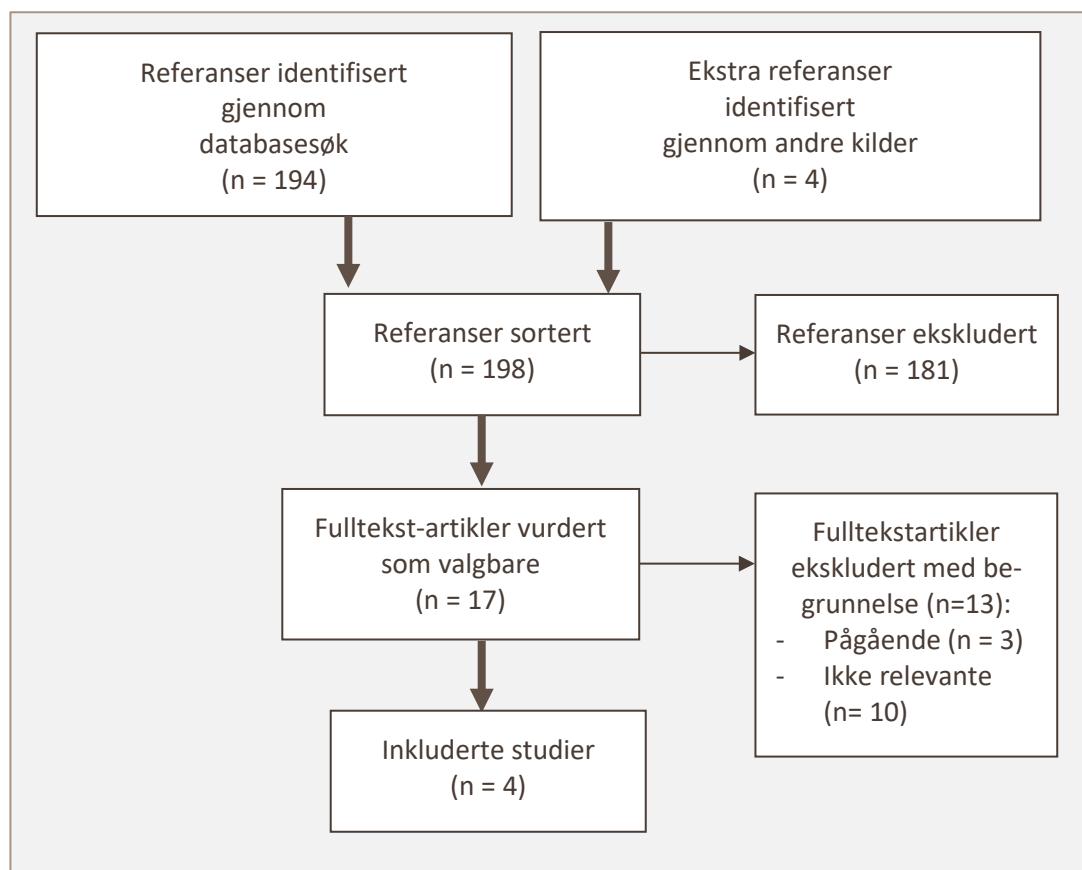 Referanser identifisert
gjennom
databasesøk
(n = 194)
Ekstra referanser
identifisert
gjennom andre kilder
(n = 4)
Referanser sortert
(n = 198)
Referanser ekskludert
(n = 181)
Fulltekst-artikler vurdert
som valgbare
(n = 17)
Fulltekstartikler
ekskludert med be-
grunnelse (n=13):
- Pågående (n = 3)
- Ikke relevante
(n= 10)
Inkluderte studier
(n = 4)